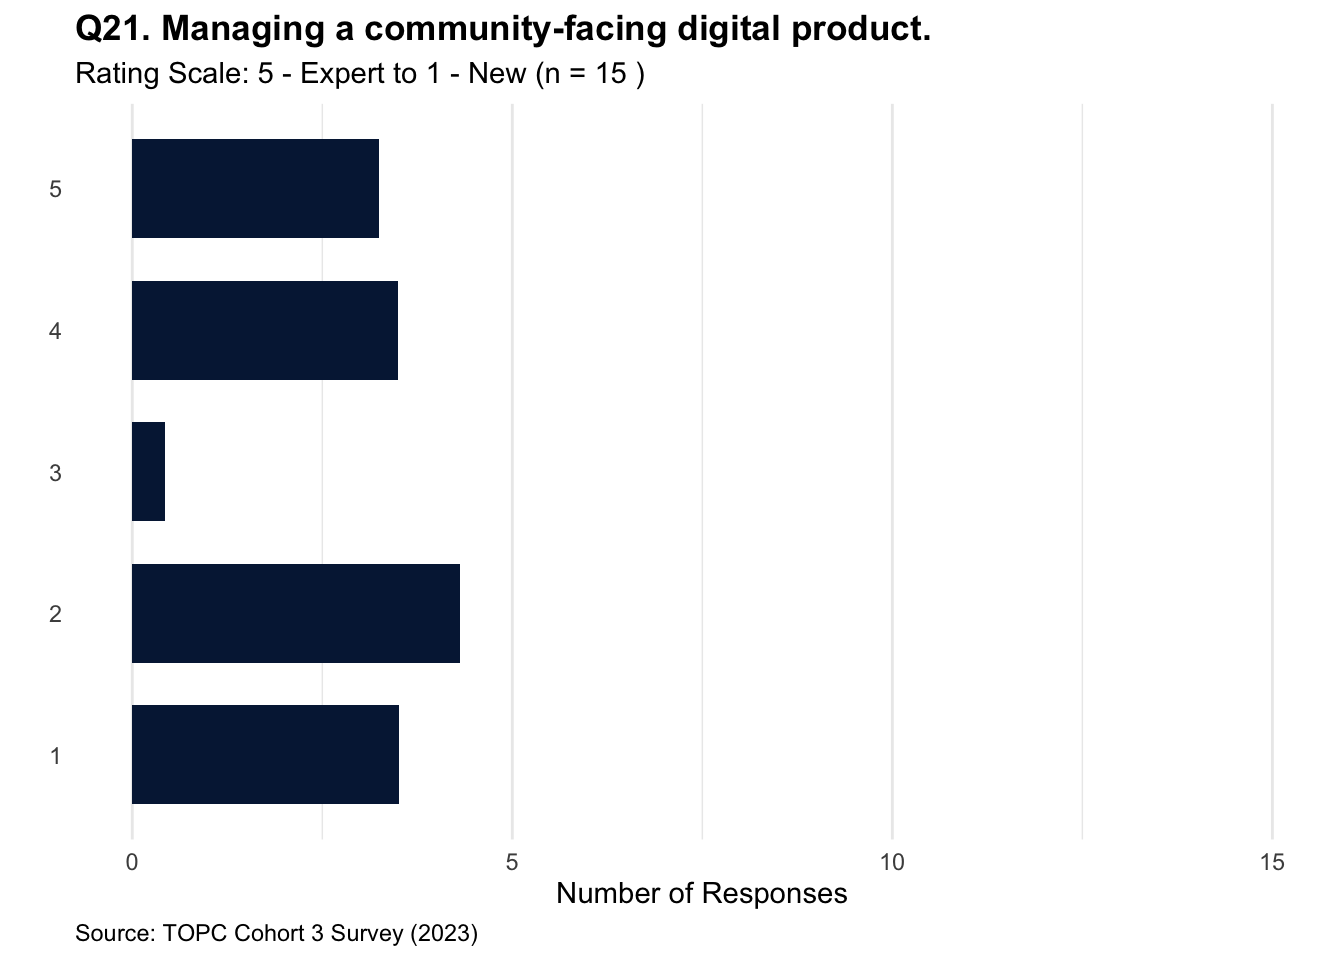 Q21. Managing a community-facing digital product.
Rating Scale: 5 - Expert to 1 - New (n = 15 )
5
4
3
2
1
0 5 10 15
Number of Responses
Source: TOPC Cohort 3 Survey (2023)